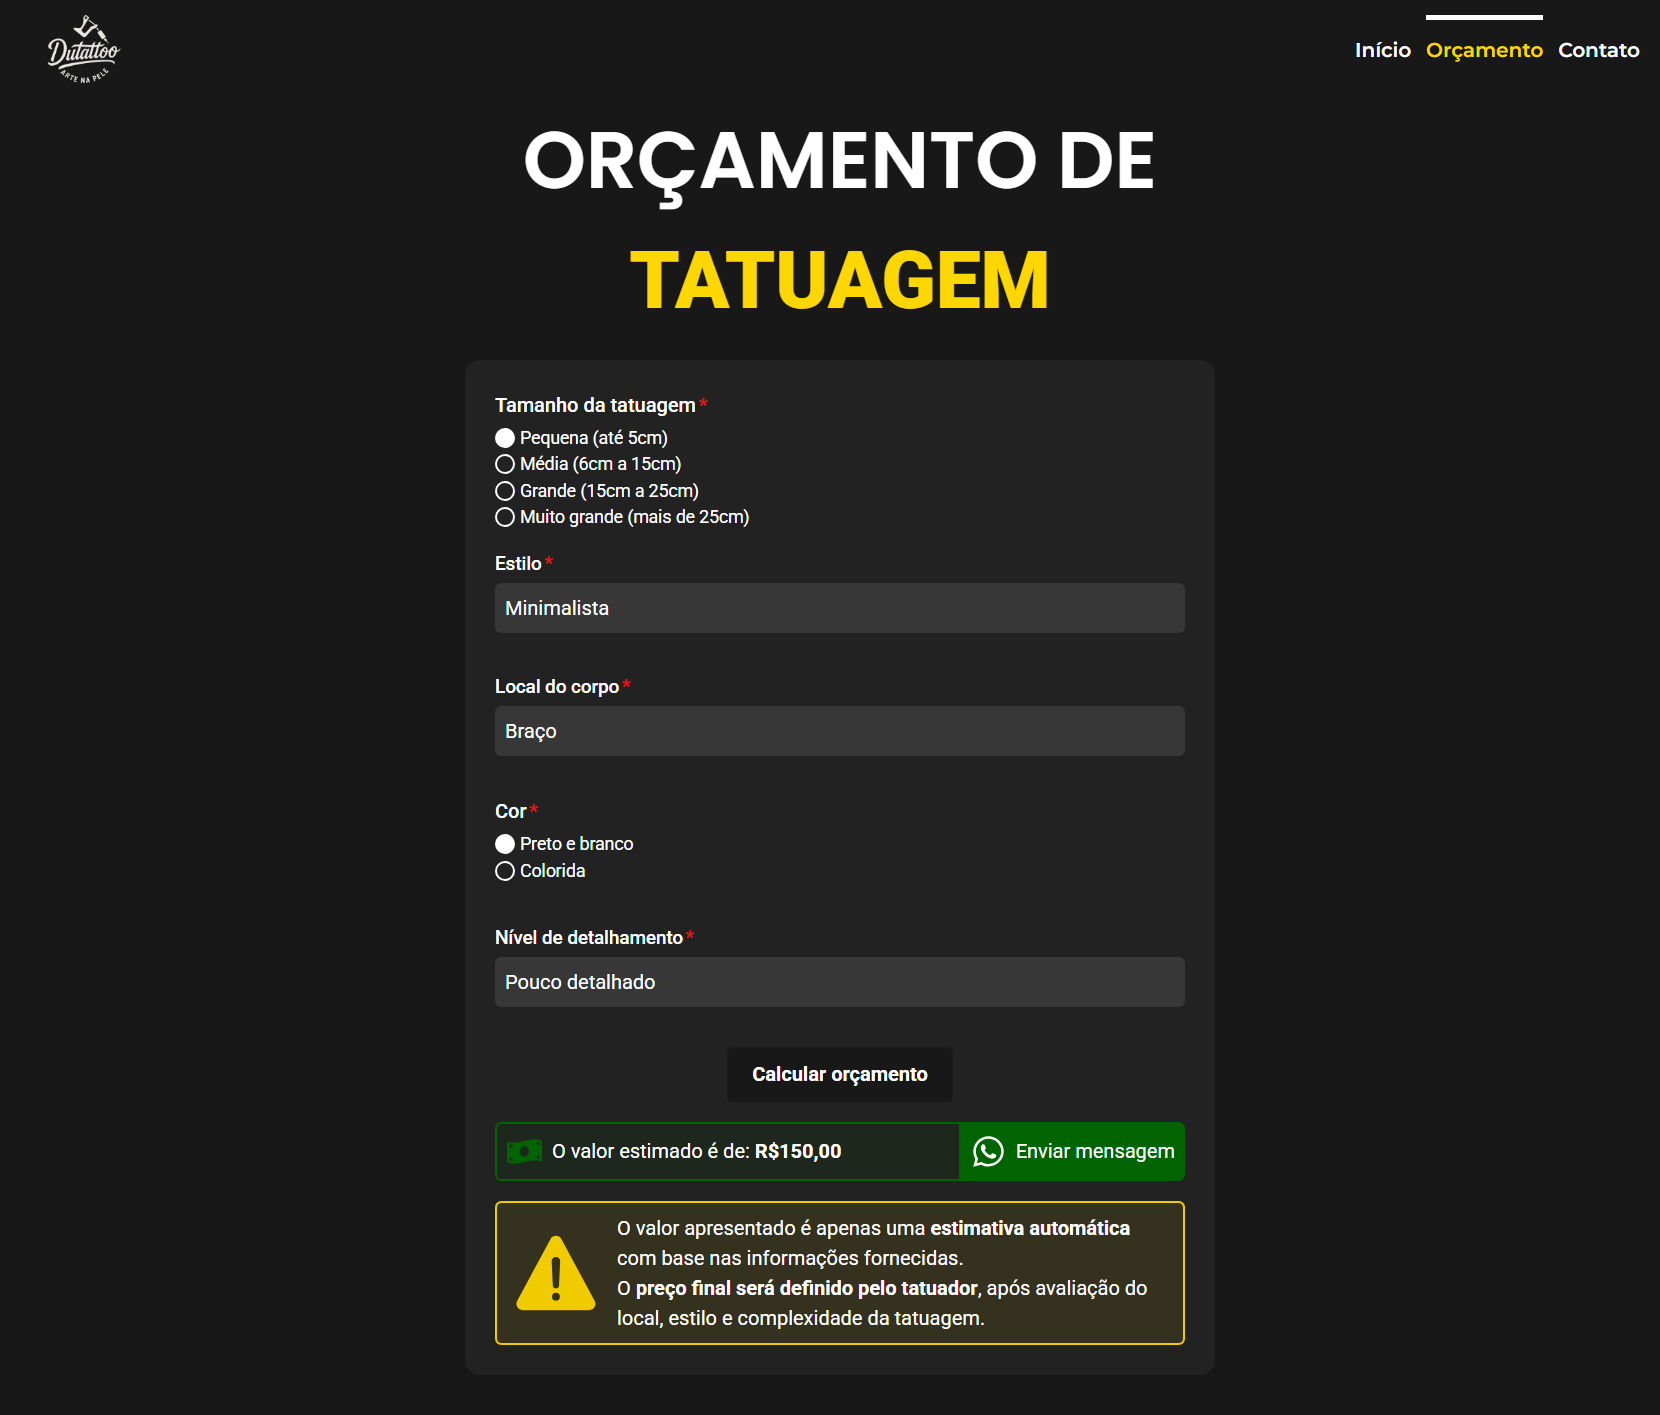 Dutattoo
ARTE NA PELE
Início Orçamento Contato
ORÇAMENTO DE
TATUAGEM
Tamanho da tatuagem*
Pequena (até 5cm)
Média (6cm a 15cm)
Grande (15cm a 25cm)
Muito grande (mais de 25cm)
Estilo*
Minimalista
Local do corpo*
Braço
Cor*
Preto e branco
Colorida
Nível de detalhamento*
Pouco detalhado
Calcular orçamento
O valor estimado é de: R$150,00 Enviar mensagem
O valor apresentado é apenas uma estimativa automática
com base nas informações fornecidas.
O preço final será definido pelo tatuador, após avaliação do
local, estilo e complexidade da tatuagem.